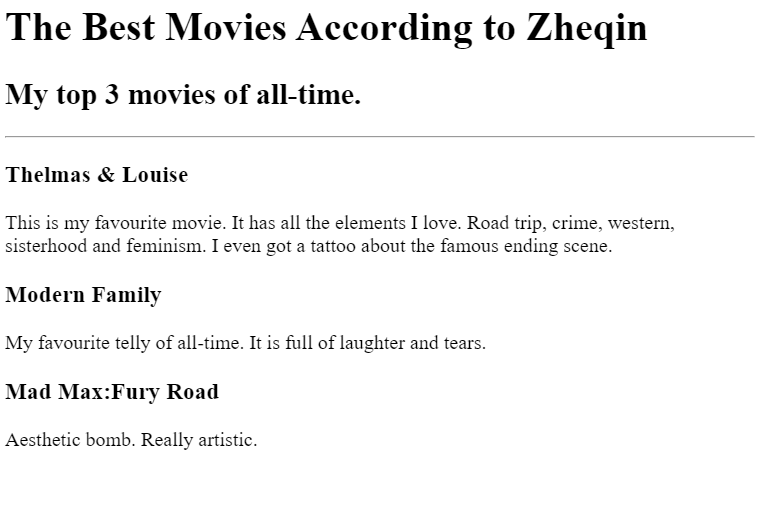 The Best Movies According to Zheqin
My top 3 movies of all-time.
Thelmas & Louise
This is my favourite movie. It has all the elements I love. Road trip, crime, western,
sisterhood and feminism. I even got a tattoo about the famous ending scene.
Modern Family
My favourite telly of all-time. It is full of laughter and tears.
Mad Max:Fury Road
Aesthetic bomb. Really artistic.